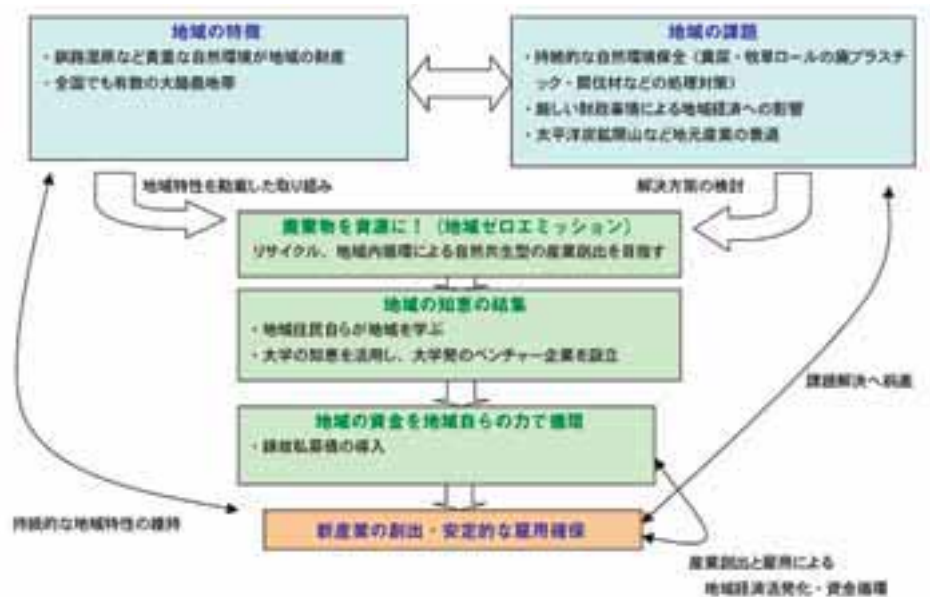 地域の特徴
・釧路湿原など貴重な自然環境が地域の財産
・全国でも有数の大酪農地帯
地域の課題
・持続的な自然環境保全（糞尿・牧草ロールの廃プラスチ
ック・間伐材などの処理対策）
・厳しい財政事情による地域経済への影響
・太平洋炭鉱閉山など地元産業の衰退
地域特性を勘案した取り組み
解決方策の検討
廃棄物を資源に！（地域ゼロエミッション）
リサイクル、地域内循環による自然共生型の産業創出を目指す
地域の知恵の結集
・地域住民自らが地域を学ぶ
・大学の知恵を活用し、大学発のベンチャー企業を設立
課題解決へ前進
地域の資金を地域自らの力で循環
・縁故私募債の導入
持続的な地域特性の維持
新産業の創出・安定的な雇用確保
産業創出と雇用による
地域経済活発化・資金循環